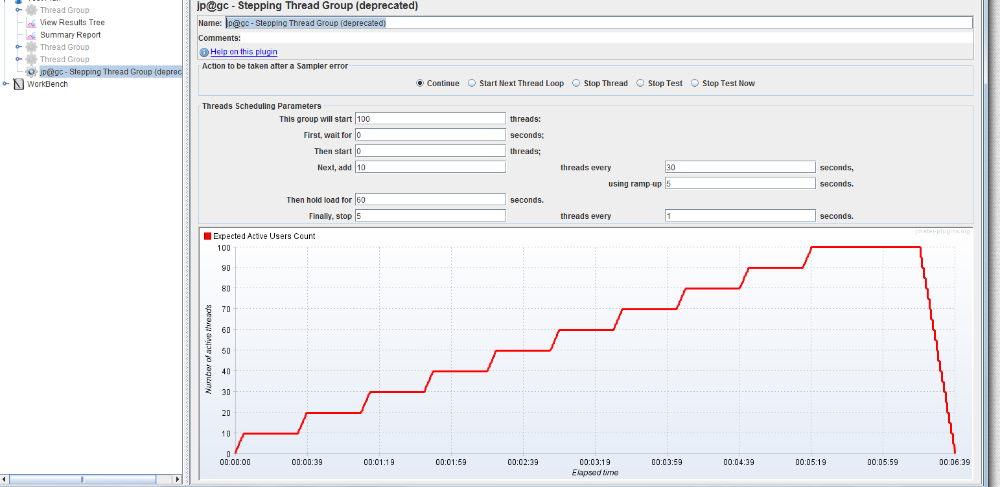 jp@gc - Stepping Thread Group (deprecated)
Thread Group
View Results Tree
Summary Report
Thread Group
Thread Group
jp@gc - Stepping Thread Group (deprec
WorkBench
Name: jp@gc - Stepping Thread Group (deprecated)
Comments:
Help on this plugin
Action to be taken after a Sampler error
Continue Start Next Thread Loop Stop Thread Stop Test Stop Test Now
Threads Scheduling Parameters
This group will start 100 threads:
First, wait for 0 seconds;
Then start 0 threads;
Next, add 10 threads every 30 seconds,
using ramp-up 5 seconds.
Then hold load for 60 seconds.
Finally, stop 5 threads every 1 seconds.
Expected Active Users Count
jmeter-plugins.org
100
90
80
70
60
50
40
30
20
10
0
Number of active threads
00:00:00 00:00:39 00:01:19 00:01:59 00:02:39 00:03:19 00:03:59 00:04:39 00:05:19 00:05:59 00:06:39
Elapsed time